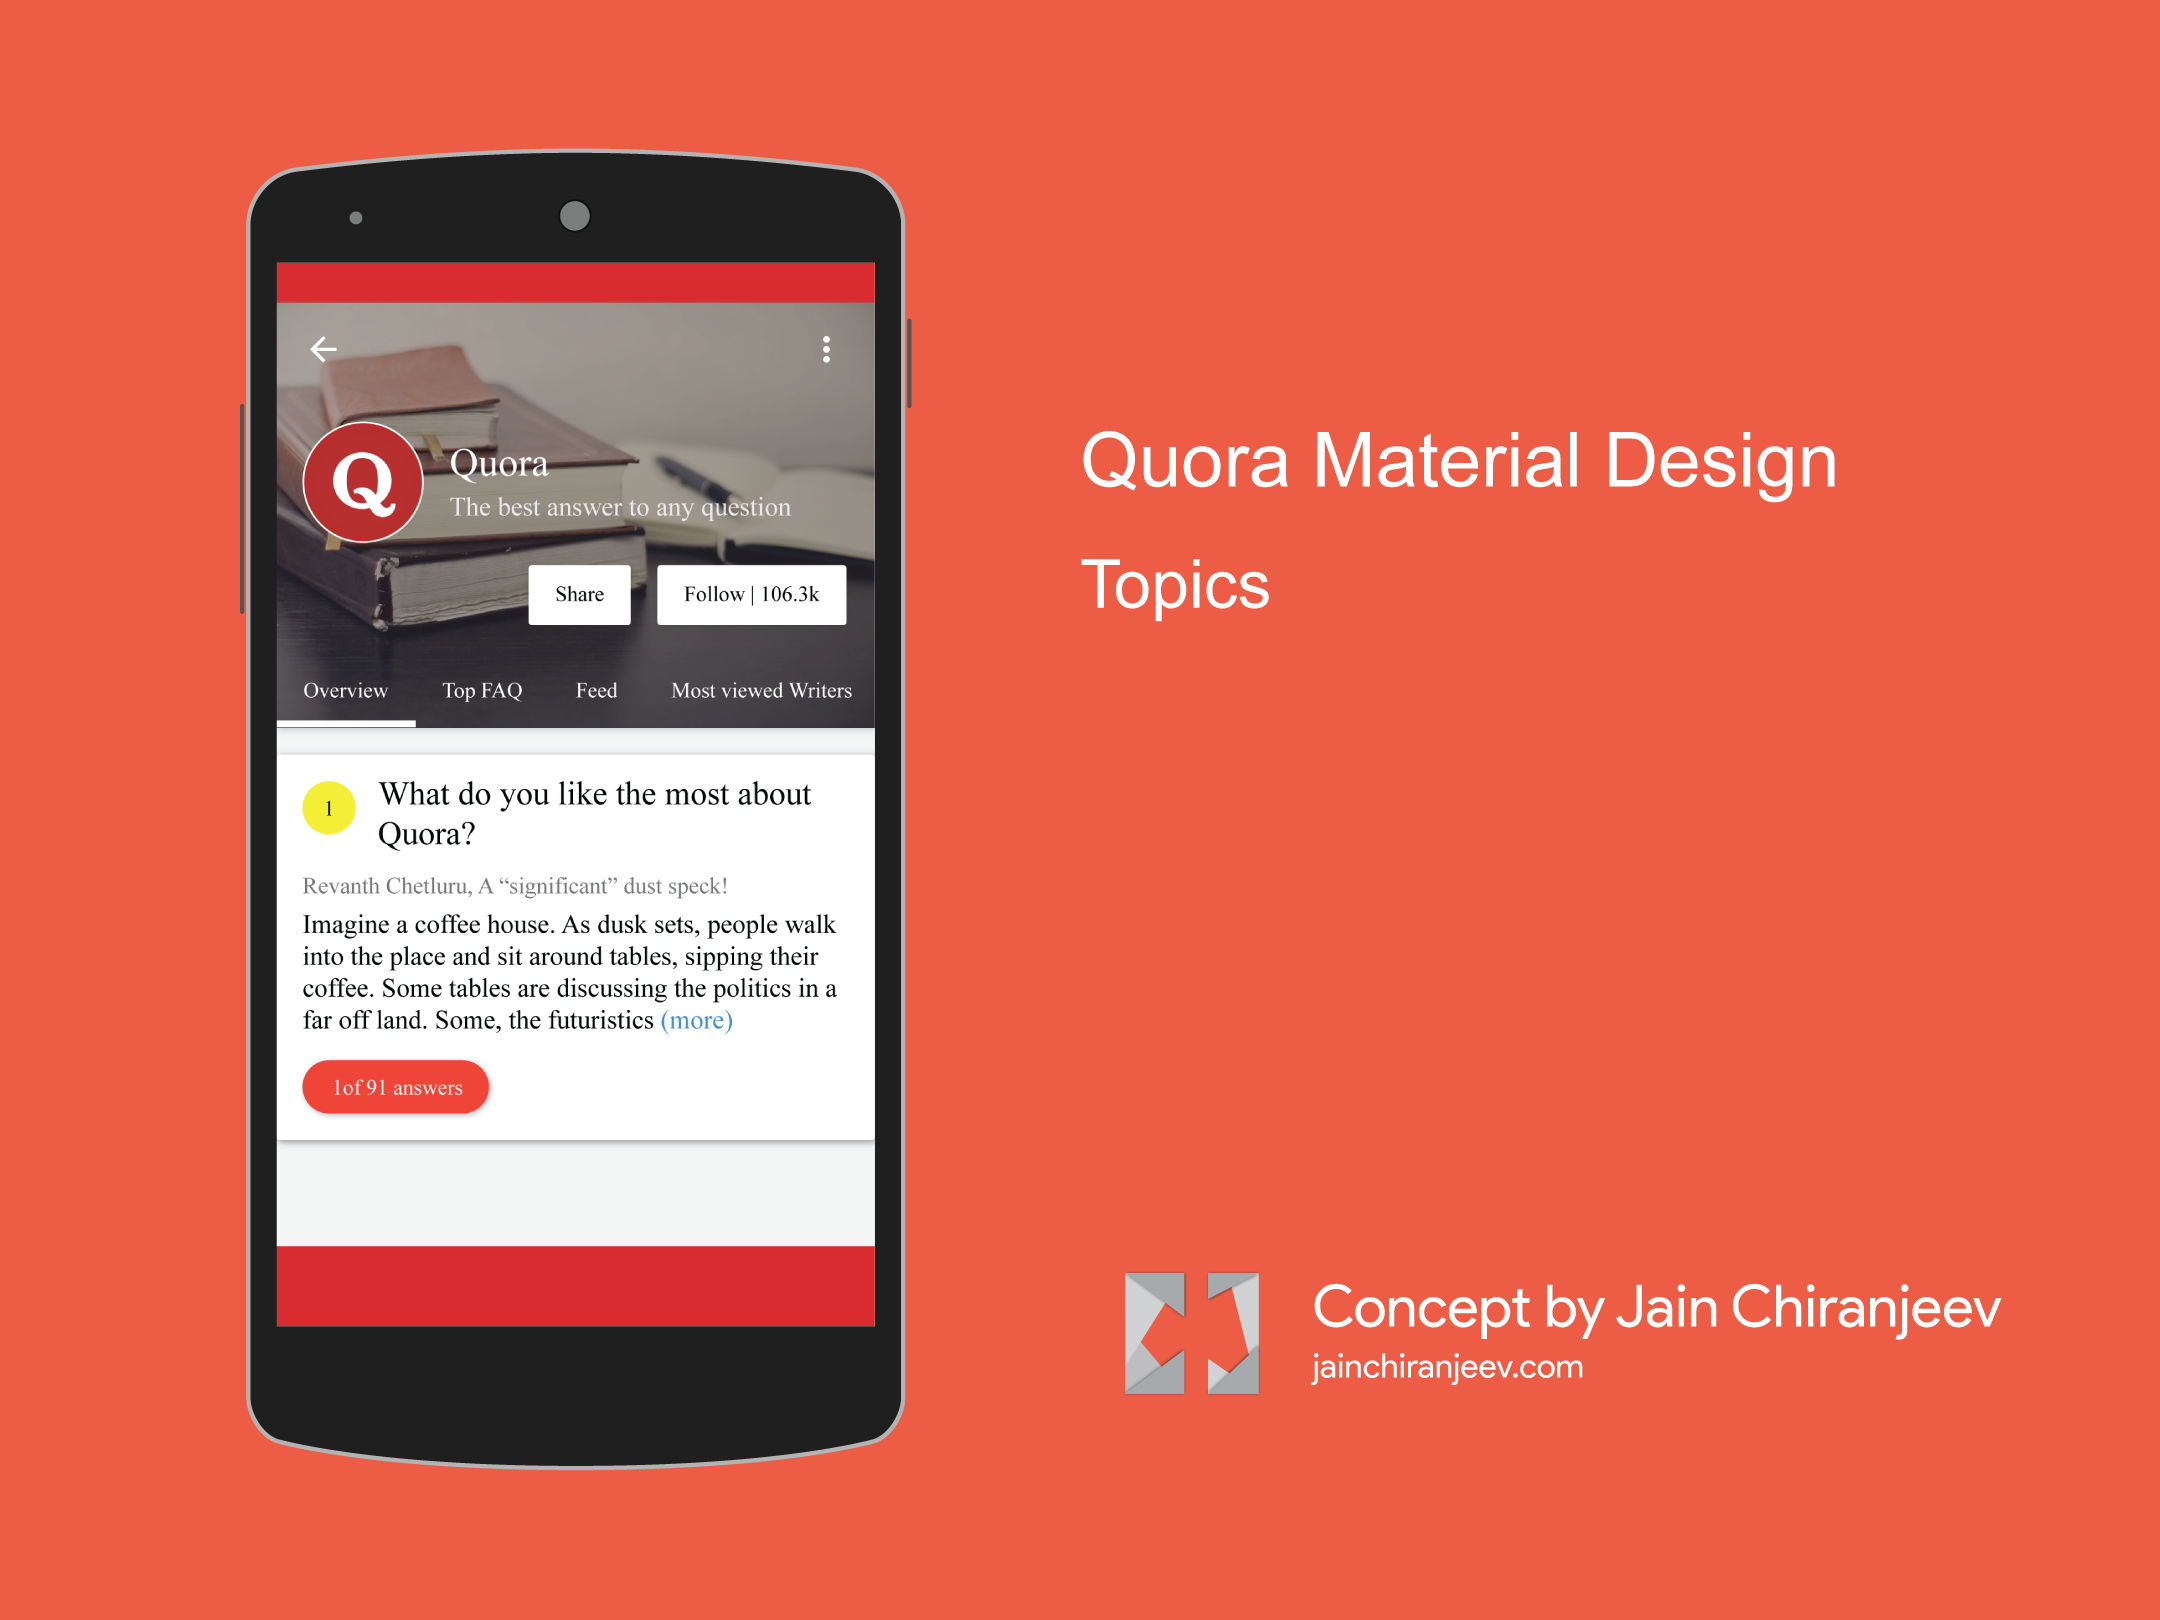 Q
Quora
The best answer to any question
Share
Follow | 106.3k
Overview
Top FAQ
Feed
Most viewed Writers
1
What do you like the most about
Quora?
Revanth Chetluru, A “significant” dust speck!
Imagine a coffee house. As dusk sets, people walk
into the place and sit around tables, sipping their
coffee. Some tables are discussing the politics in a
far off land. Some, the futuristics (more)
1of 91 answers
Quora Material Design
Topics
Concept by Jain Chiranjeev
jainchiranjeev.com